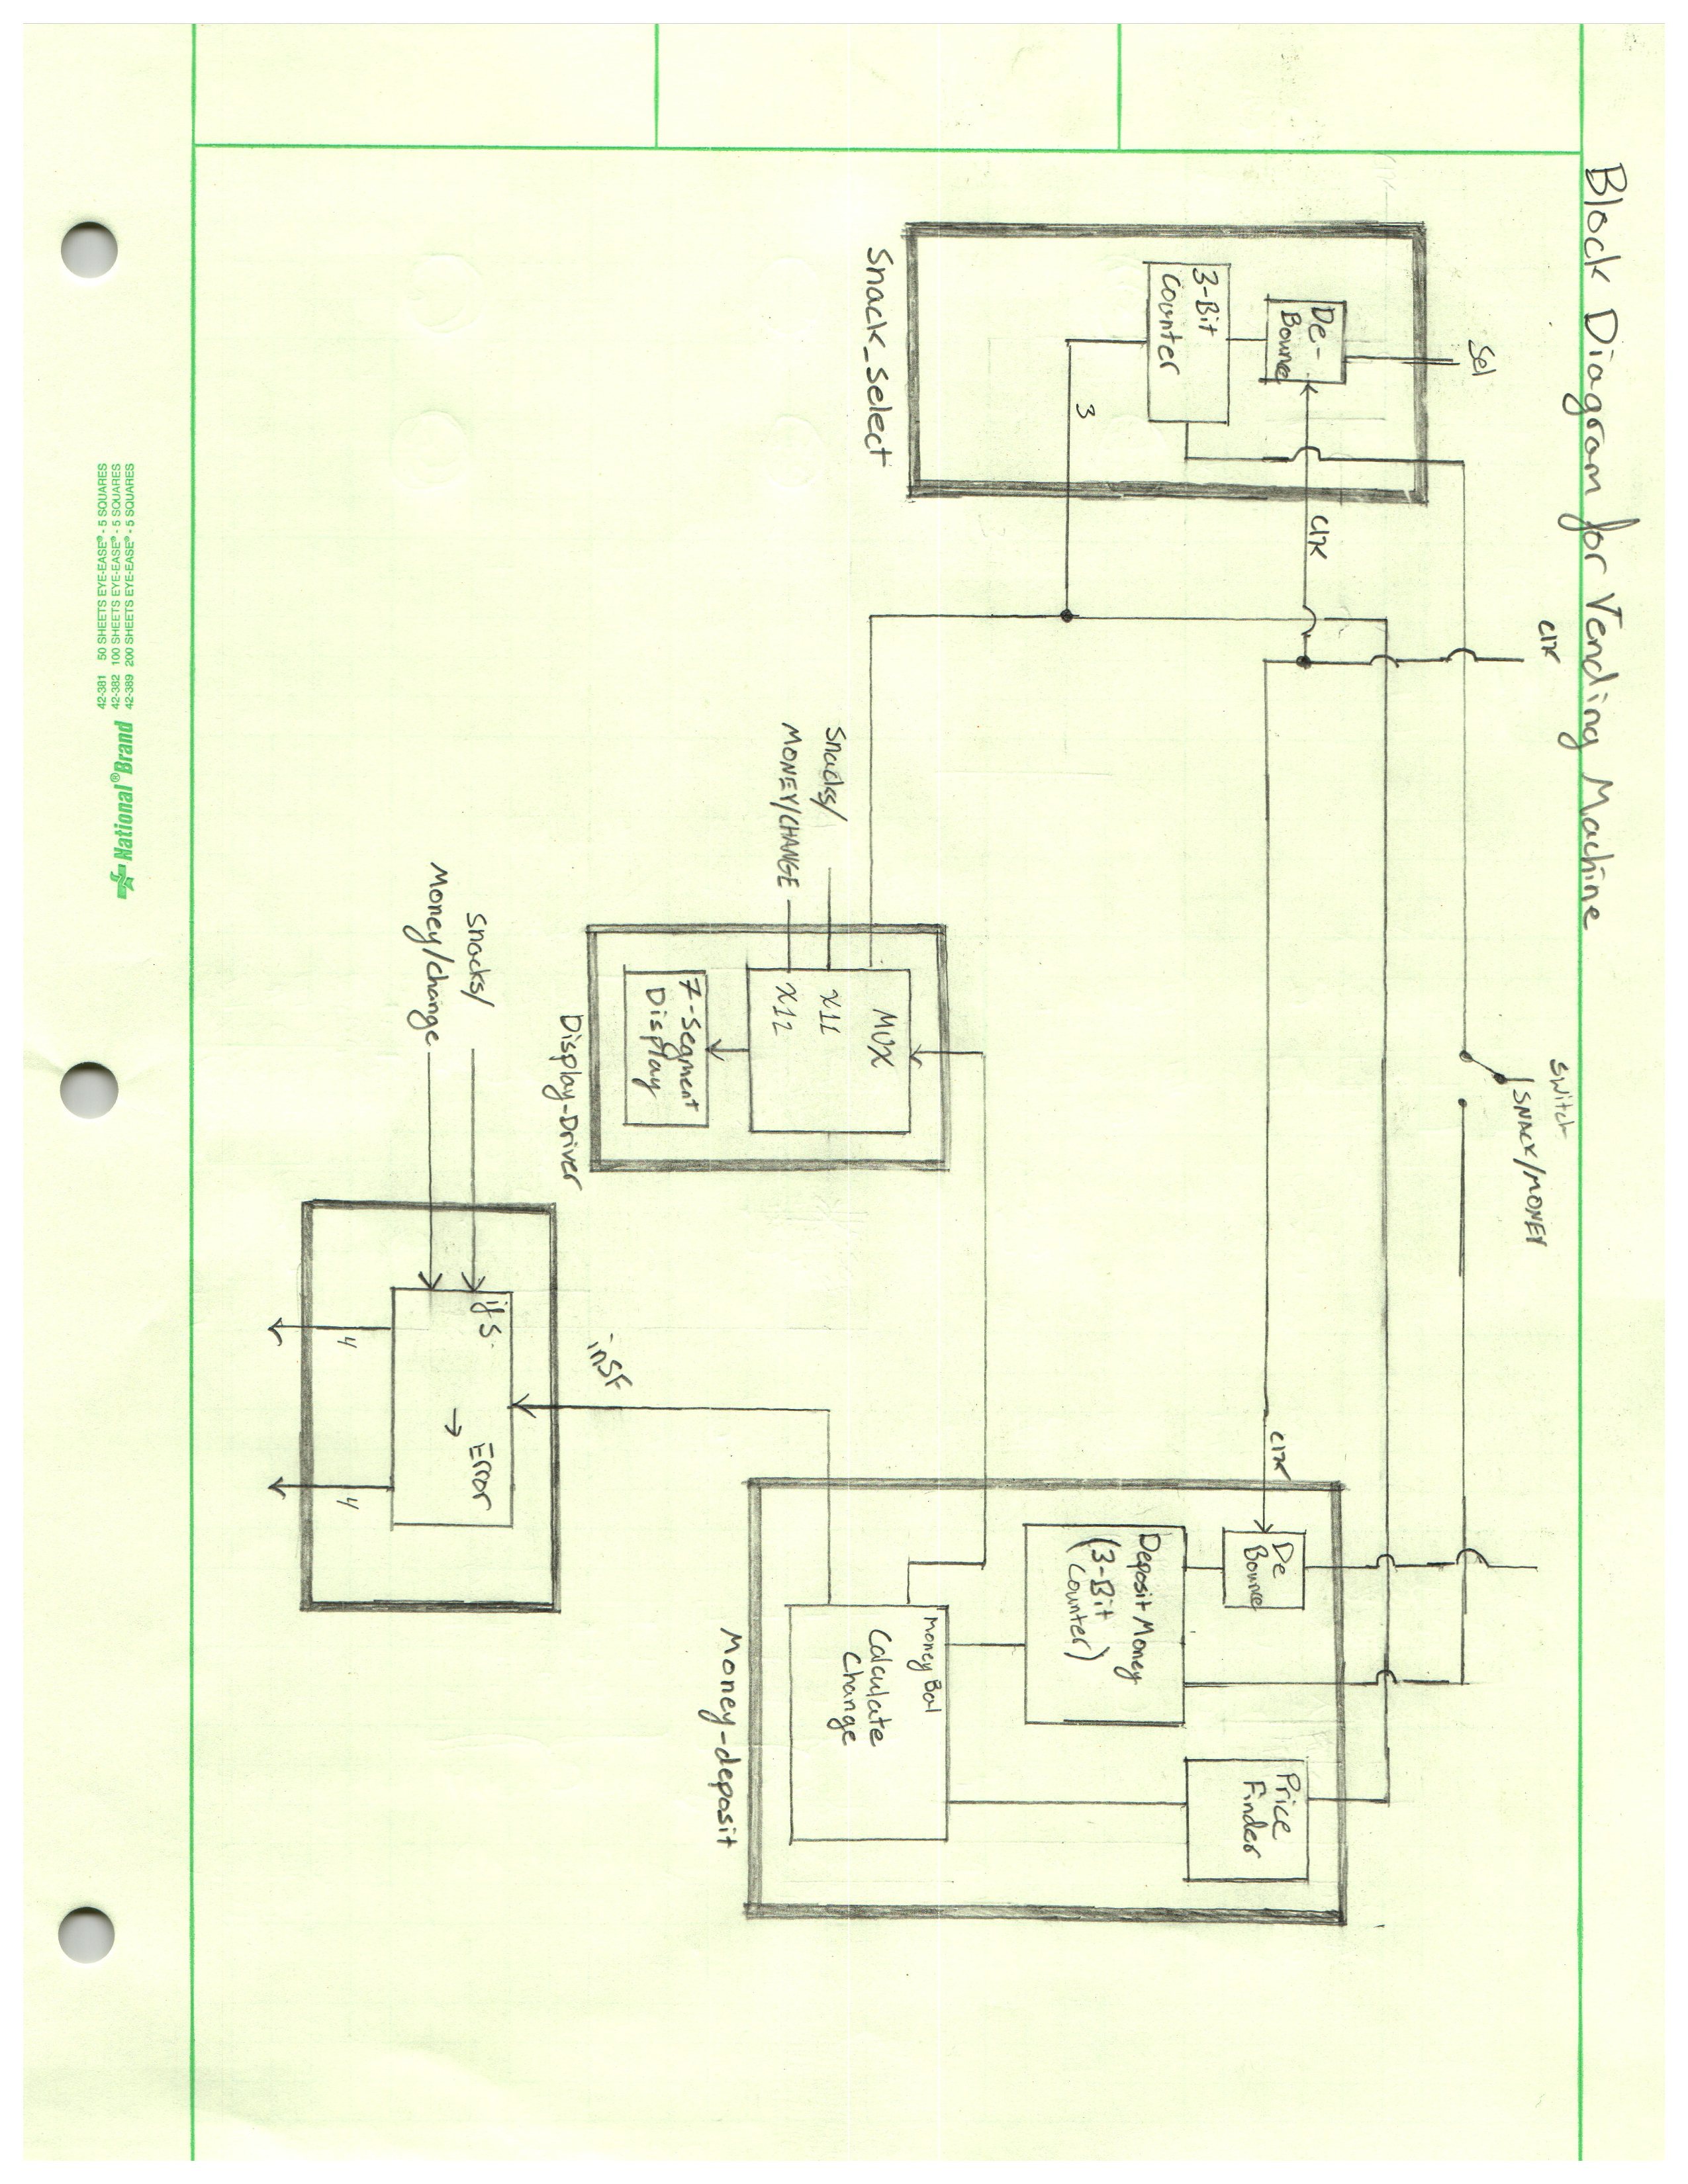 Block Diagram for Vending Machine
Clk
Switch
SNACK/MONEY
Sel
De-
Bounce
Clk
3-Bit
Counter
3
Snack_Select
Clk
De
Bounce
Price
Finder
Deposit Money
(3-Bit
Counter)
Money Bal
Calculate
Change
Money-deposit
MUX
Snacks/
X11
MONEY/CHANGE
X12
7-Segment
Display
Display-Driver
inSF
if S.
Error
→
Snacks/
Money/Change
4
4
National® Brand
42-381 50 SHEETS EYE-EASE® - 5 SQUARES
42-382 100 SHEETS EYE-EASE® - 5 SQUARES
42-389 200 SHEETS EYE-EASE® - 5 SQUARES